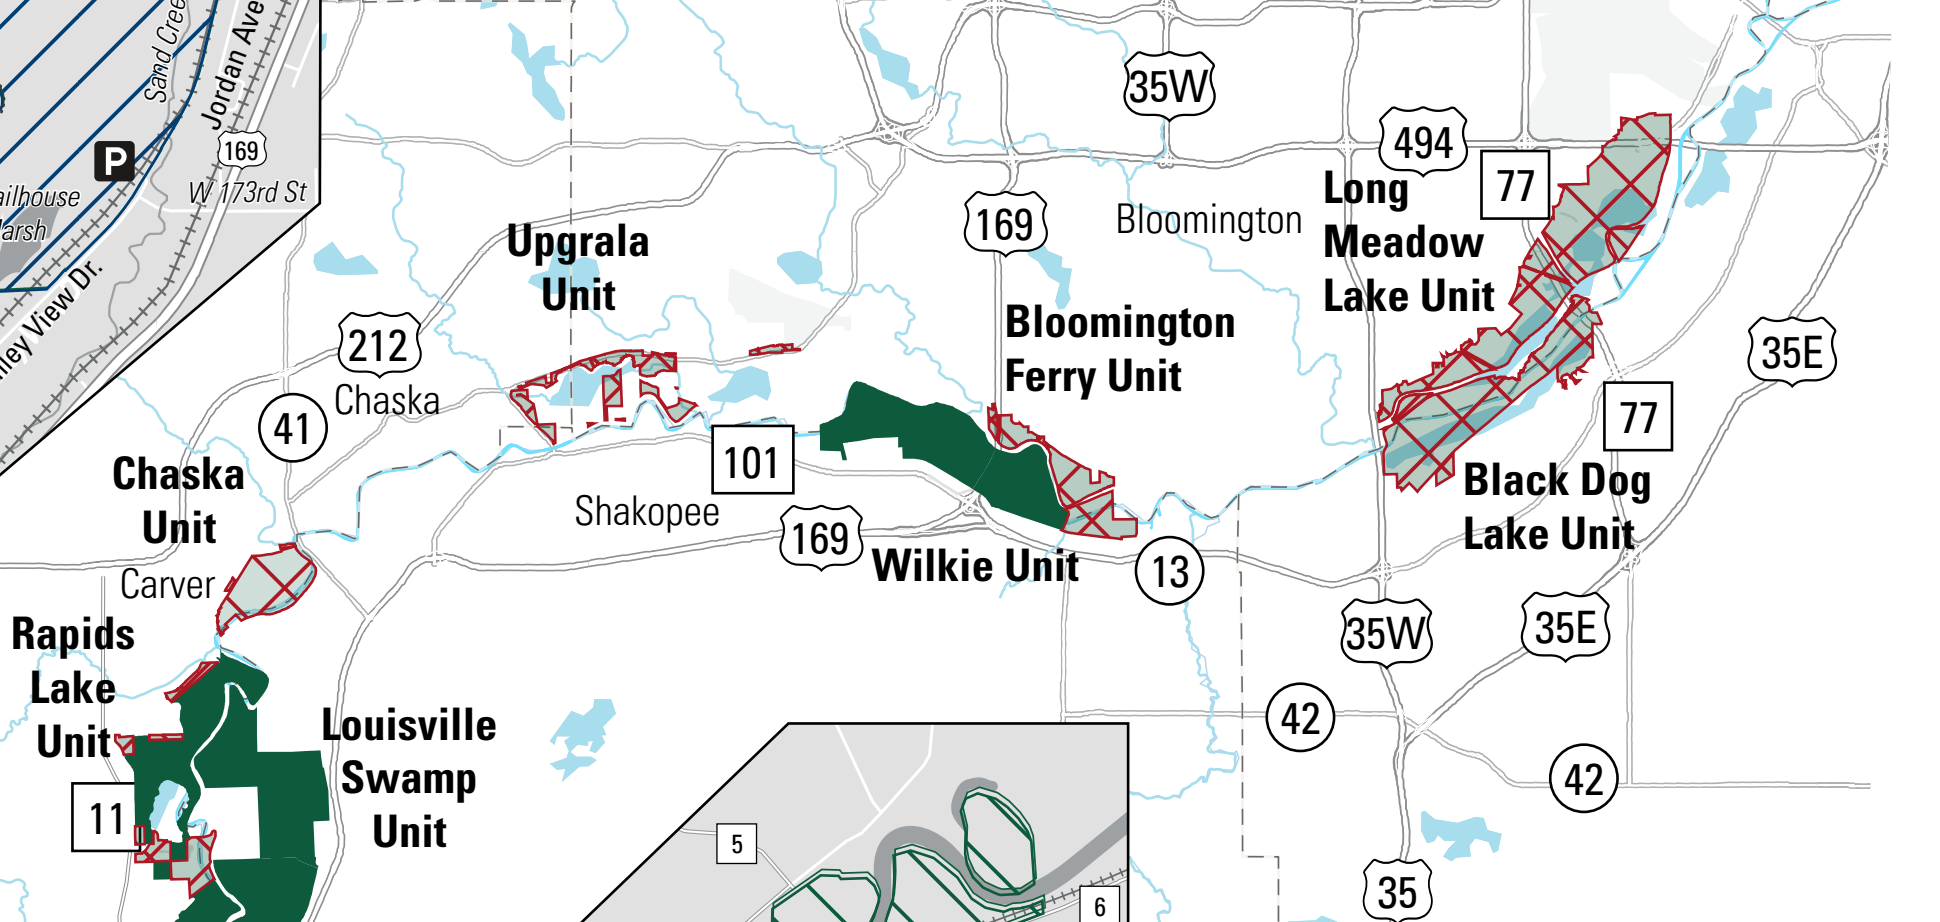 Sand Cree
Jordan Ave
P
169
W 173rd St
ailhouse
arsh
lley View Dr.
35W
494
77
Long
Meadow
Lake Unit
169
Bloomington
Upgrala
Unit
212
Chaska
41
Bloomington
Ferry Unit
35E
77
Chaska
Unit
101
Shakopee
169
Wilkie Unit
13
Black Dog
Lake Unit
Carver
Rapids
Lake
Unit
35W
35E
Louisville
Swamp
Unit
42
42
11
5
6
35